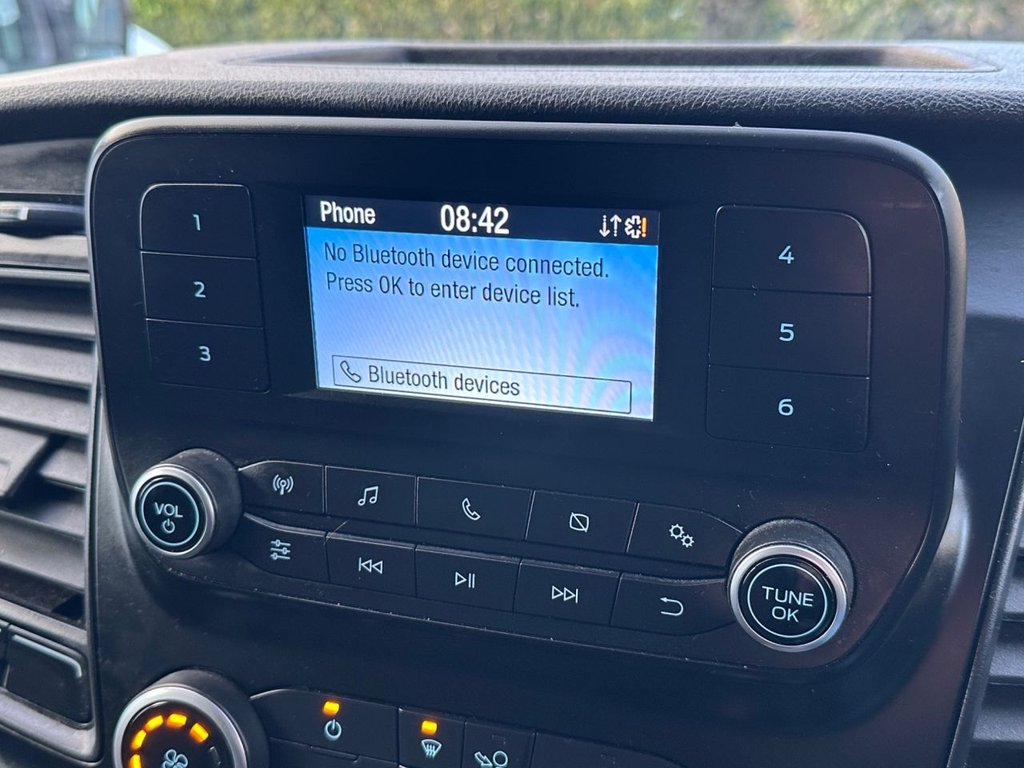 1
2
3
Phone 08:42
No Bluetooth device connected.
Press OK to enter device list.
Bluetooth devices
4
5
6
VOL
TUNE
OK